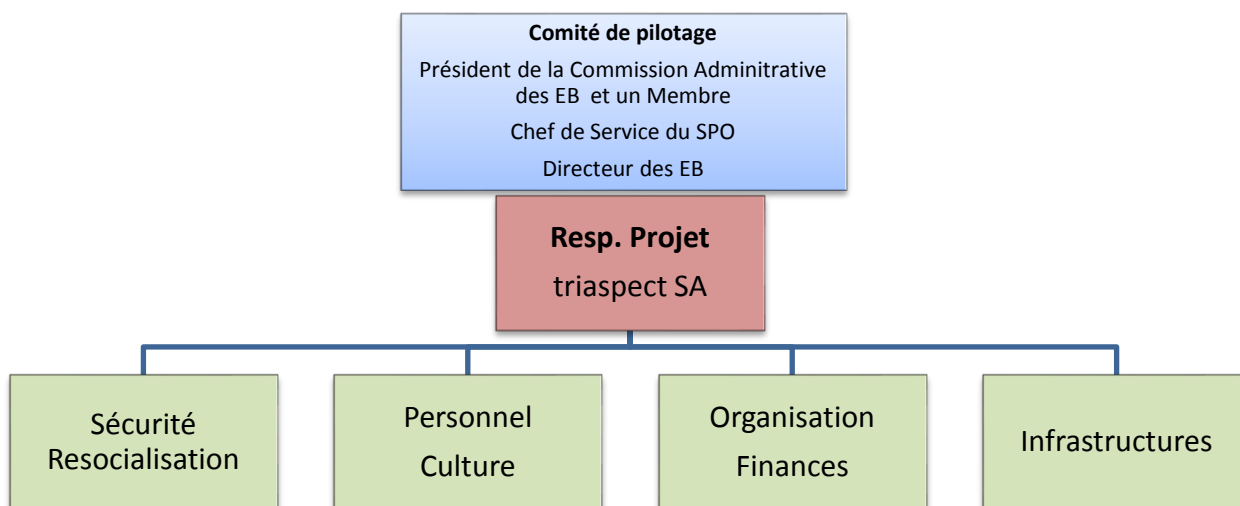 Comité de pilotage
Président de la Commission Adminitrative
des EB et un Membre
Chef de Service du SPO
Directeur des EB
Resp. Projet
triaspect SA
Sécurité
Resocialisation
Personnel
Culture
Organisation
Finances
Infrastructures